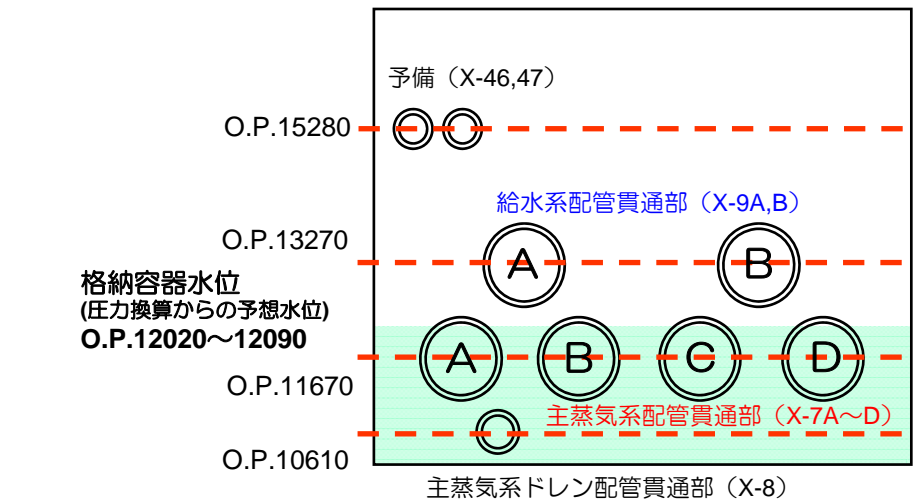 予備（X-46,47）
O.P.15280
給水系配管貫通部（X-9A,B）
O.P.13270
A B
格納容器水位
(圧力換算からの予想水位)
O.P.12020～12090
A B C D
O.P.11670
主蒸気系配管貫通部（X-7A～D）
O.P.10610
主蒸気系ドレン配管貫通部（X-8）